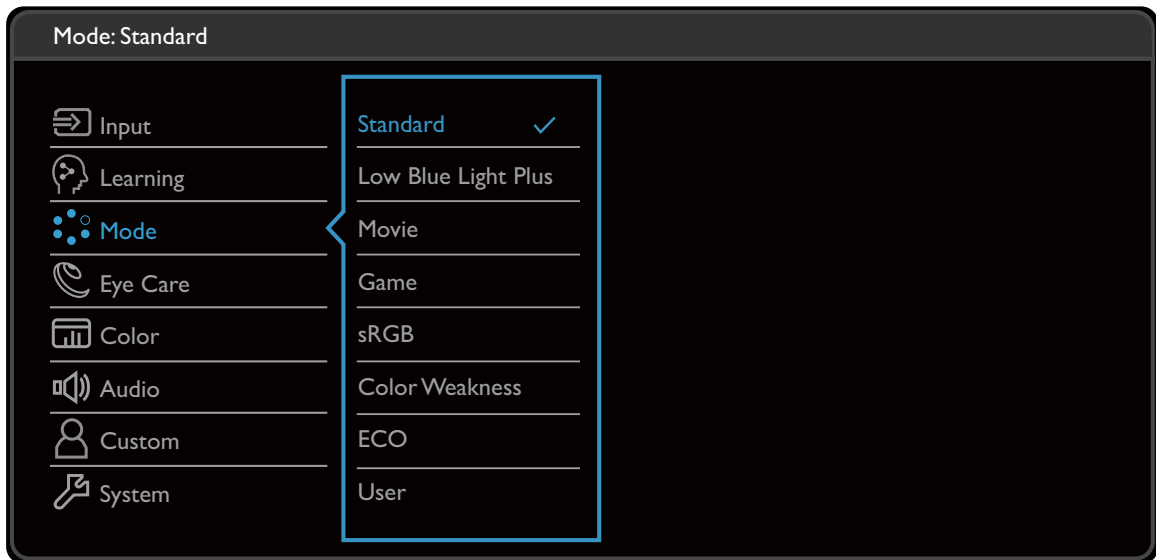 Mode: Standard
Input
Learning
Mode
Eye Care
Color
Audio
Custom
System
Standard
Low Blue Light Plus
Movie
Game
sRGB
Color Weakness
ECO
User